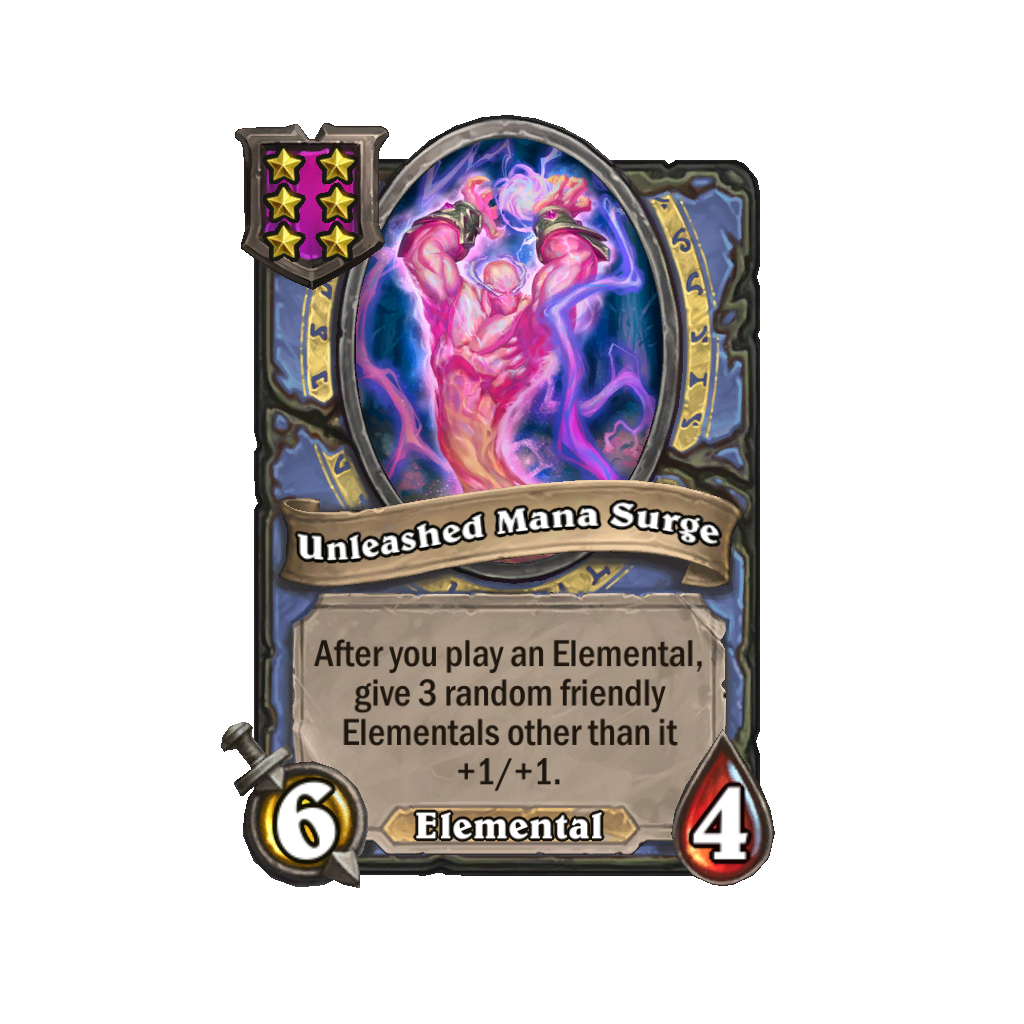 Unleashed Mana Surge
After you play an Elemental,
give 3 random friendly
Elementals other than it
+1/+1.
6
Elemental
4